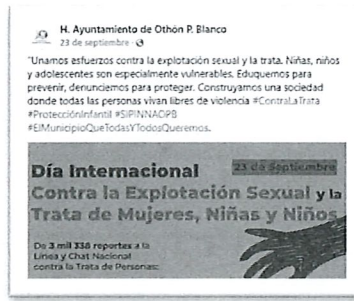 H. Ayuntamiento de Othón P. Blanco
23 de septiembre ·
"Unamos esfuerzos contra la explotación sexual y la trata. Niñas, niños
y adolescentes son especialmente vulnerables. Eduquemos para
prevenir, denunciemos para proteger. Construyamos una sociedad
donde todas las personas vivan libres de violencia #ContraLaTrata
#ProtecciónInfantil #SIPINNAOPB
#ElMunicipioQueTodasYTodosQueremos.
Día Internacional
23 de Septiembre
Contra la Explotación Sexual y la
Trata de Mujeres, Niñas y Niños
De 3 mil 338 reportes a la
Línea y Chat Nacional
contra la Trata de Personas: